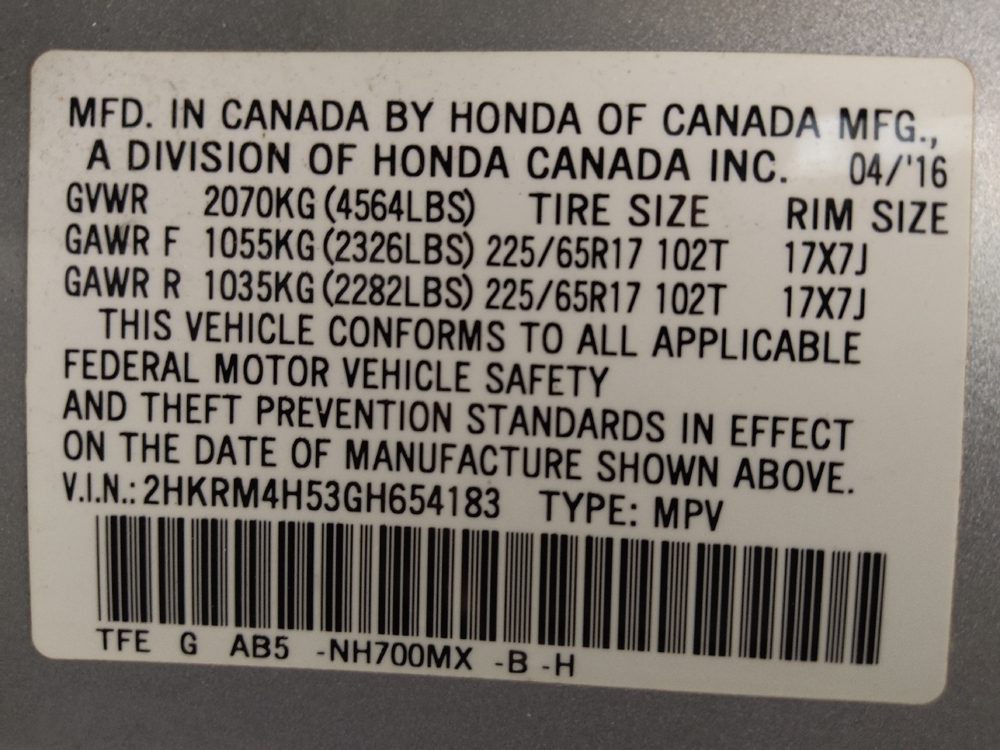 MFD. IN CANADA BY HONDA OF CANADA MFG.,
A DIVISION OF HONDA CANADA INC. 04/'16
GVWR 2070KG (4564LBS) TIRE SIZE RIM SIZE
GAWR F 1055KG (2326LBS) 225/65R17 102T 17X7J
GAWR R 1035KG (2282LBS) 225/65R17 102T 17X7J
THIS VEHICLE CONFORMS TO ALL APPLICABLE
FEDERAL MOTOR VEHICLE SAFETY
AND THEFT PREVENTION STANDARDS IN EFFECT
ON THE DATE OF MANUFACTURE SHOWN ABOVE.
V.I.N.: 2HKRM4H53GH654183 TYPE: MPV
TFE G AB5 -NH700MX -B -H